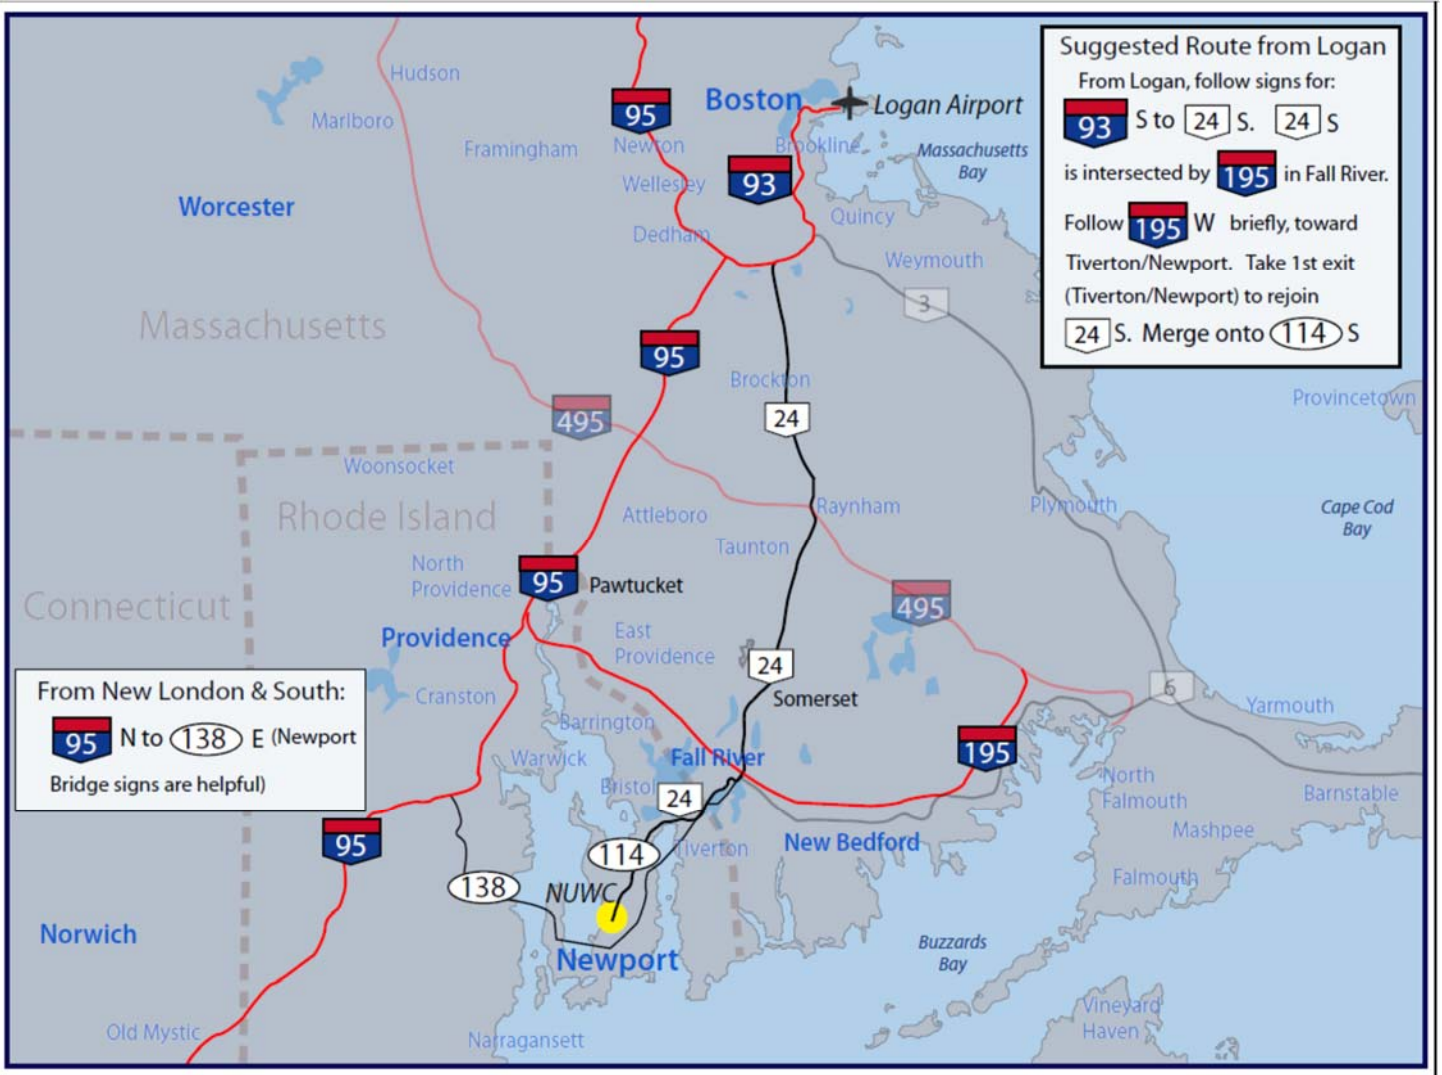 Hudson
Marlboro
95
Boston
Logan Airport
Framingham
Newton
Brookline
Massachusetts
Bay
Wellesley
93
Worcester
Quincy
Dedham
Weymouth
3
Massachusetts
95
Brockton
495
24
Provincetown
Woonsocket
Rhode Island
Attleboro
Raynham
Plymouth
Cape Cod
Bay
Taunton
North
Providence
95
Pawtucket
495
Connecticut
Providence
East
Providence
24
Somerset
6
Cranston
Yarmouth
Barrington
Warwick
Fall River
195
Bristol
24
North
Falmouth
Barnstable
95
114
Tiverton
New Bedford
Mashpee
138
NUWC
Falmouth
Norwich
Newport
Buzzards
Bay
Old Mystic
Narragansett
Vineyard
Haven
Suggested Route from Logan
From Logan, follow signs for:
93 S to 24 S. 24 S
is intersected by 195 in Fall River.
Follow 195 W briefly, toward
Tiverton/Newport. Take 1st exit
(Tiverton/Newport) to rejoin
24 S. Merge onto 114 S
From New London & South:
95 N to 138 E (Newport
Bridge signs are helpful)